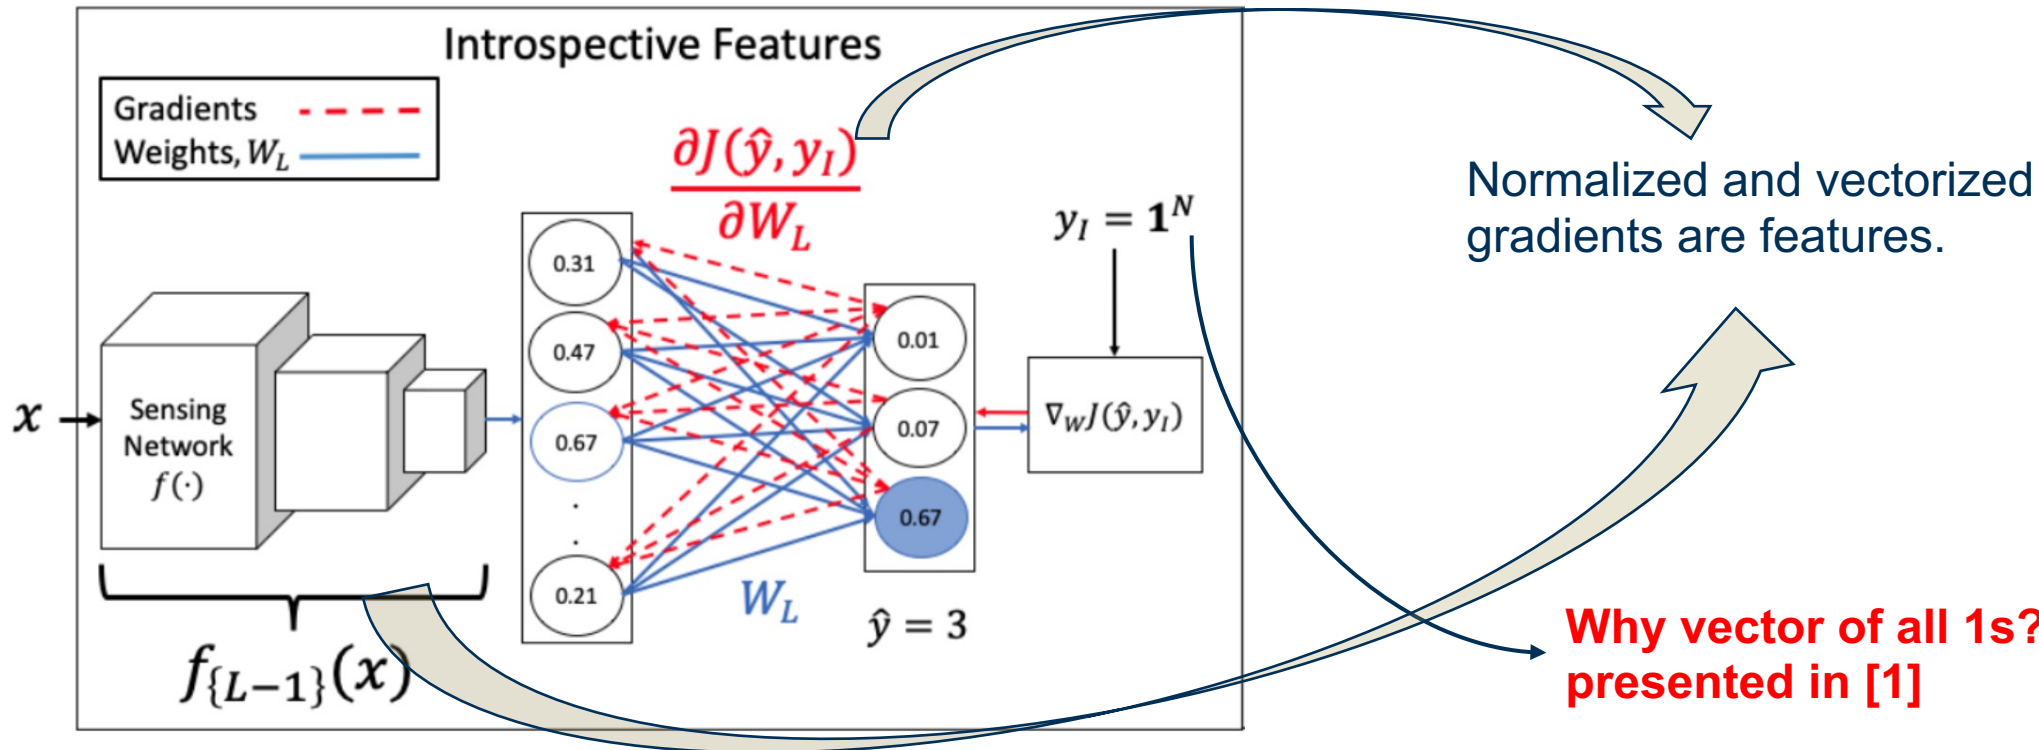 Introspective Features
Gradients
Weights, W_L
∂J(ŷ, y_I)
∂W_L
y_I = 1^N
Normalized and vectorized
gradients are features.
x
Sensing
Network
f(·)
0.31
0.47
0.67
.
.
0.21
0.01
0.07
0.67
∇_W J(ŷ, y_I)
W_L
ŷ = 3
f_{L−1}(x)
Why vector of all 1s?
presented in [1]